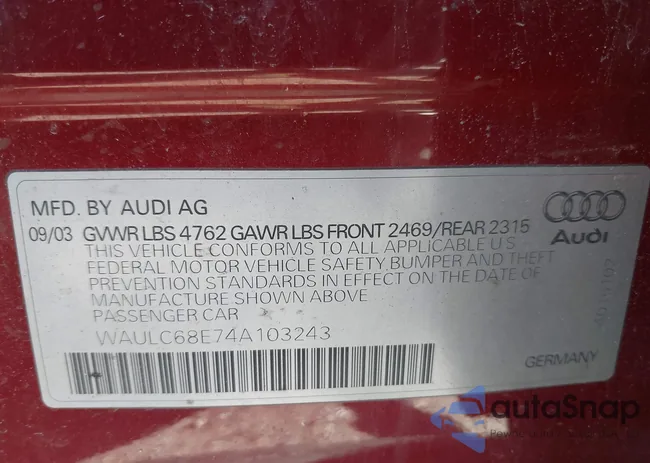 MFD. BY AUDI AG
09/03 GVWR LBS 4762 GAWR LBS FRONT 2469/REAR 2315
THIS VEHICLE CONFORMS TO ALL APPLICABLE U S
FEDERAL MOTOR VEHICLE SAFETY BUMPER AND THEFT
PREVENTION STANDARDS IN EFFECT ON THE DATE OF
MANUFACTURE SHOWN ABOVE
PASSENGER CAR
WAULC68E74A103243
Audi
GERMANY
autaSnap